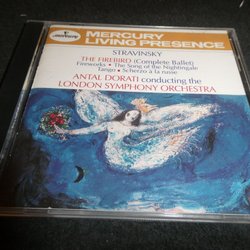 MERCURY
LIVING PRESENCE
STRAVINSKY
THE FIREBIRD (Complete Ballet)
Fireworks • The Song of the Nightingale
Tango • Scherzo à la russe
ANTAL DORATI conducting the
LONDON SYMPHONY ORCHESTRA